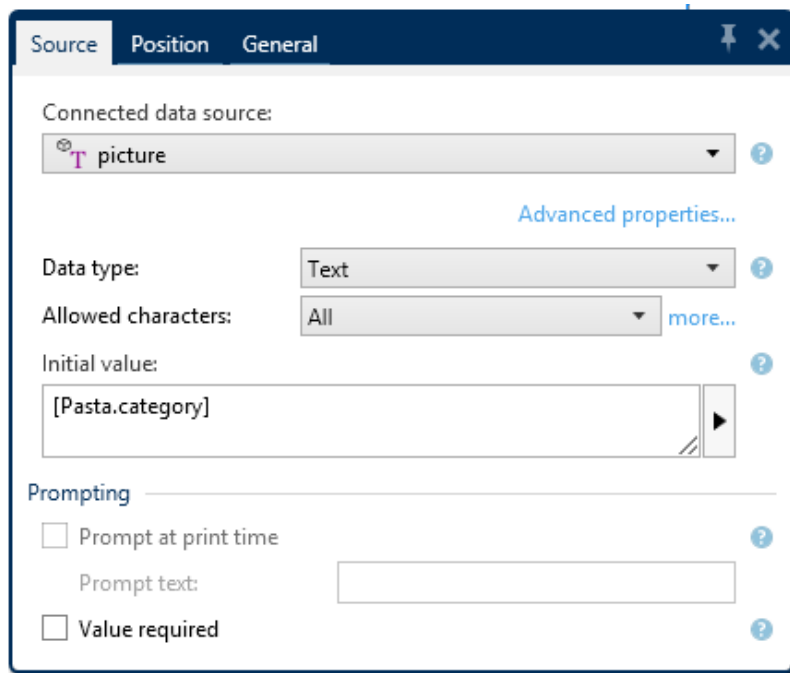 Source Position General
Connected data source:
T picture
Advanced properties...
Data type: Text
Allowed characters: All more...
Initial value:
[Pasta.category]
Prompting
Prompt at print time
Prompt text:
Value required